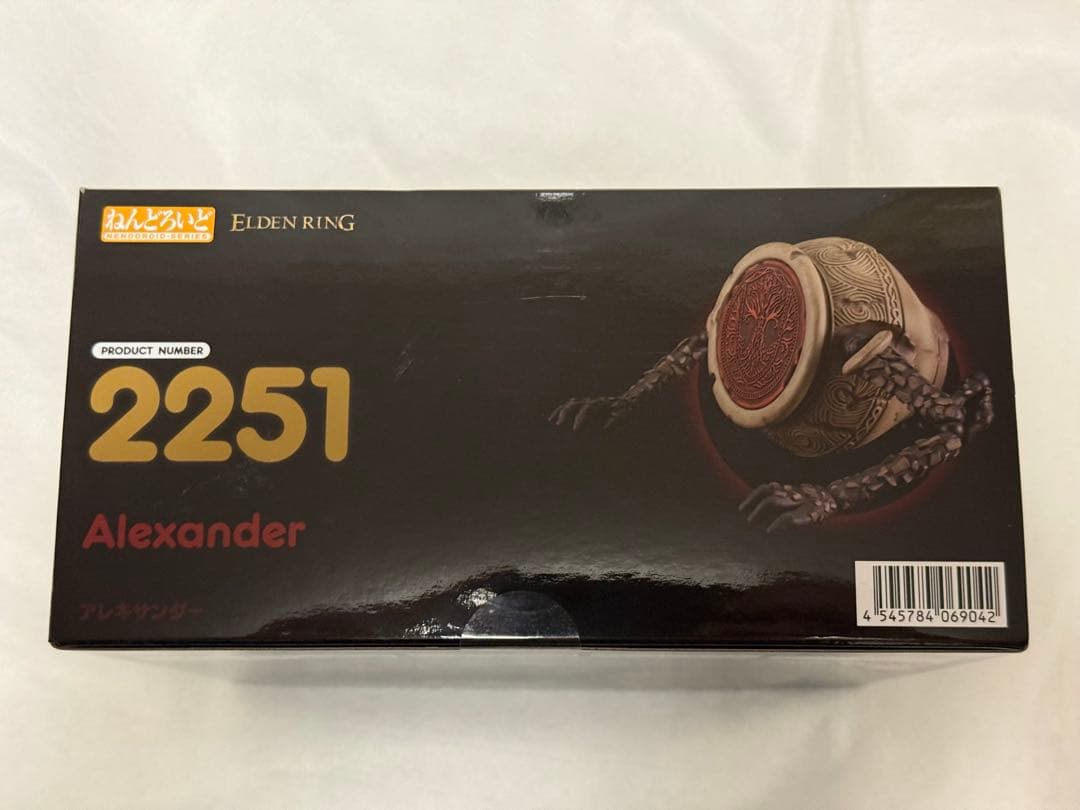 ねんどろいど
NENDOROID-SERIES
ELDEN RING
PRODUCT NUMBER
2251
Alexander
アレキサンダー
4 545784 069042